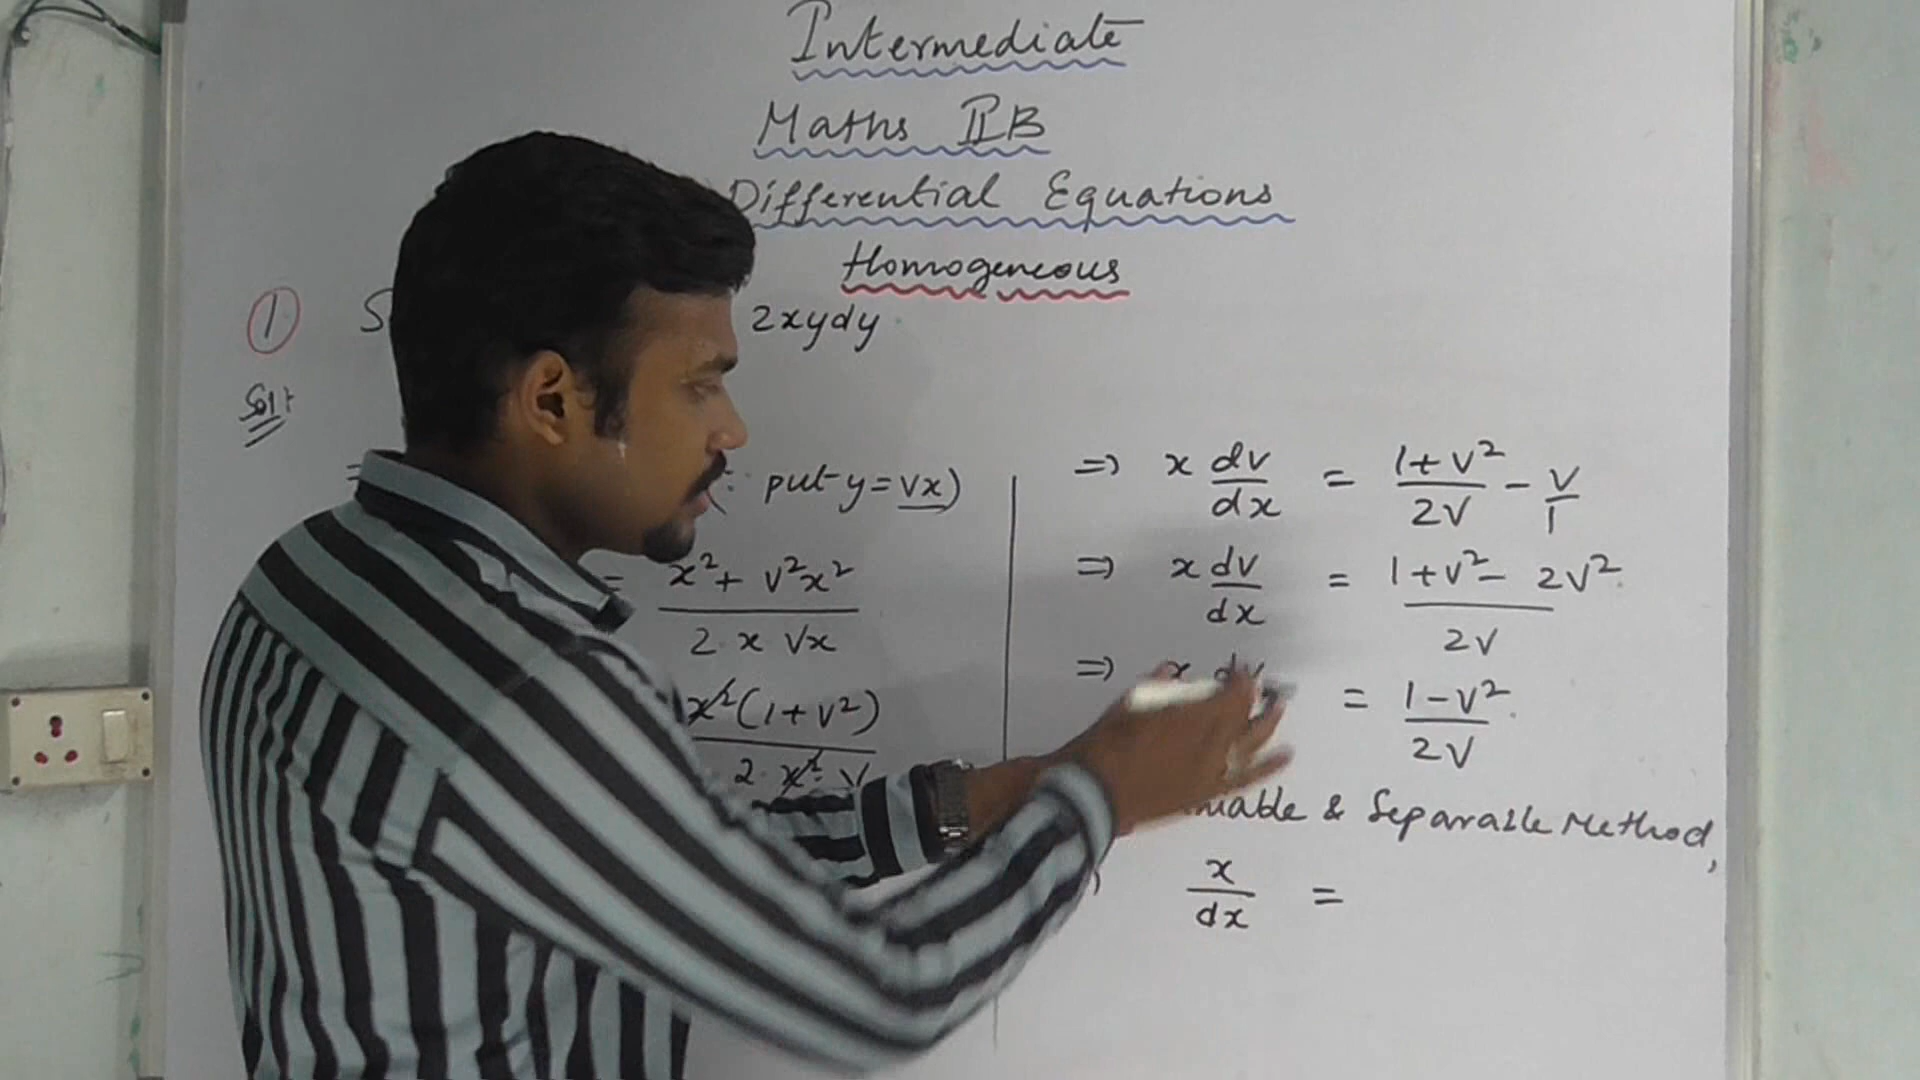 Intermediate
Maths IIB
Differential Equations
Homogeneous
① 2xydy
Sol:
put y = vx)
= x² + v²x² / 2. x vx
x²(1+v²) / 2. x². v
=> x dv/dx = 1+v²/2v - v/1
=> x dv/dx = 1+v² - 2v² / 2v
=> x dv = 1-v² / 2v
& Separable Method,
x/dx =